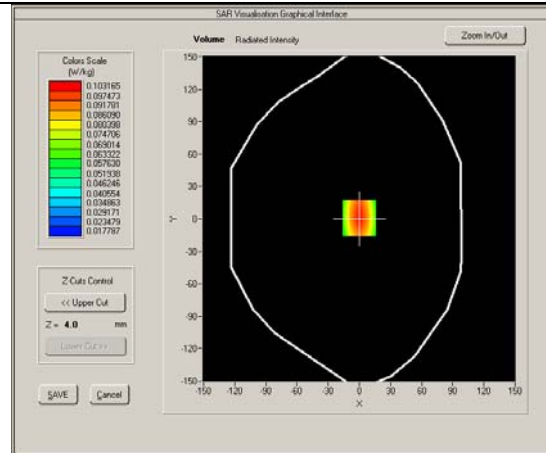 SAR Visualisation Graphical Interface
Volume Radiated Intensity
Zoom In/Out
Colors Scale
(W/kg)
0.103165
0.097473
0.091781
0.086090
0.080398
0.074706
0.069014
0.063322
0.057630
0.051938
0.046246
0.040554
0.034863
0.029171
0.023479
0.017787
150-
120-
90-
60-
30-
0-
-30-
-60-
-90-
-120-
-150-
Y
-150 -120 -90 -60 -30 0 30 60 90 120 150
X
Z Cuts Control
<< Upper Cut
Z = 4.0 mm
Lower Cut >>
SAVE Cancel